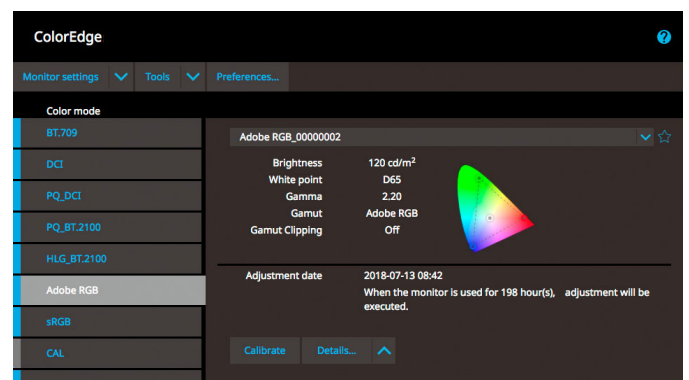 ColorEdge
Monitor settings Tools Preferences...
Color mode
BT.709
DCI
PQ_DCI
PQ_BT.2100
HLG_BT.2100
Adobe RGB
sRGB
CAL
Adobe RGB_00000002
Brightness 120 cd/m²
White point D65
Gamma 2.20
Gamut Adobe RGB
Gamut Clipping Off
Adjustment date 2018-07-13 08:42
When the monitor is used for 198 hour(s), adjustment will be
executed.
Calibrate Details...